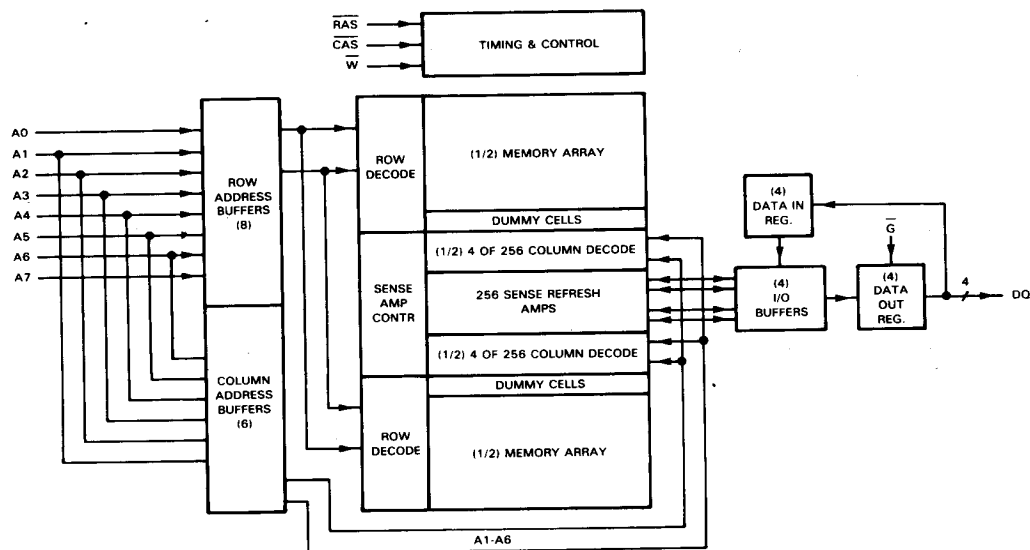 R̅A̅S̅
C̅A̅S̅
W̅
TIMING & CONTROL
A0
A1
A2
A3
A4
A5
A6
A7
ROW
ADDRESS
BUFFERS
(8)
COLUMN
ADDRESS
BUFFERS
(6)
ROW
DECODE
(1/2) MEMORY ARRAY
DUMMY CELLS
SENSE
AMP
CONTR
(1/2) 4 OF 256 COLUMN DECODE
256 SENSE REFRESH
AMPS
(1/2) 4 OF 256 COLUMN DECODE
DUMMY CELLS
ROW
DECODE
(1/2) MEMORY ARRAY
A1-A6
(4)
DATA IN
REG.
(4)
I/O
BUFFERS
G̅
(4)
DATA
OUT
REG.
4
DQ